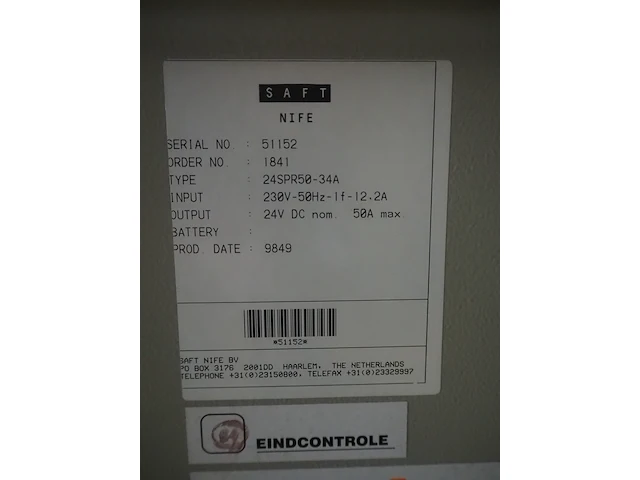 SAFT
NIFE
SERIAL NO. : 51152
ORDER NO. : 1841
TYPE : 24SPR50-34A
INPUT : 230V-50Hz-1f-12,2A
OUTPUT : 24V DC nom. 50A max.
BATTERY :
PROD. DATE : 9849
*51152*
SAFT NIFE BV
PO BOX 3176 2001DD HAARLEM, THE NETHERLANDS
TELEPHONE +31(0)23150800, TELEFAX +31(0)23329997
EINDCONTROLE